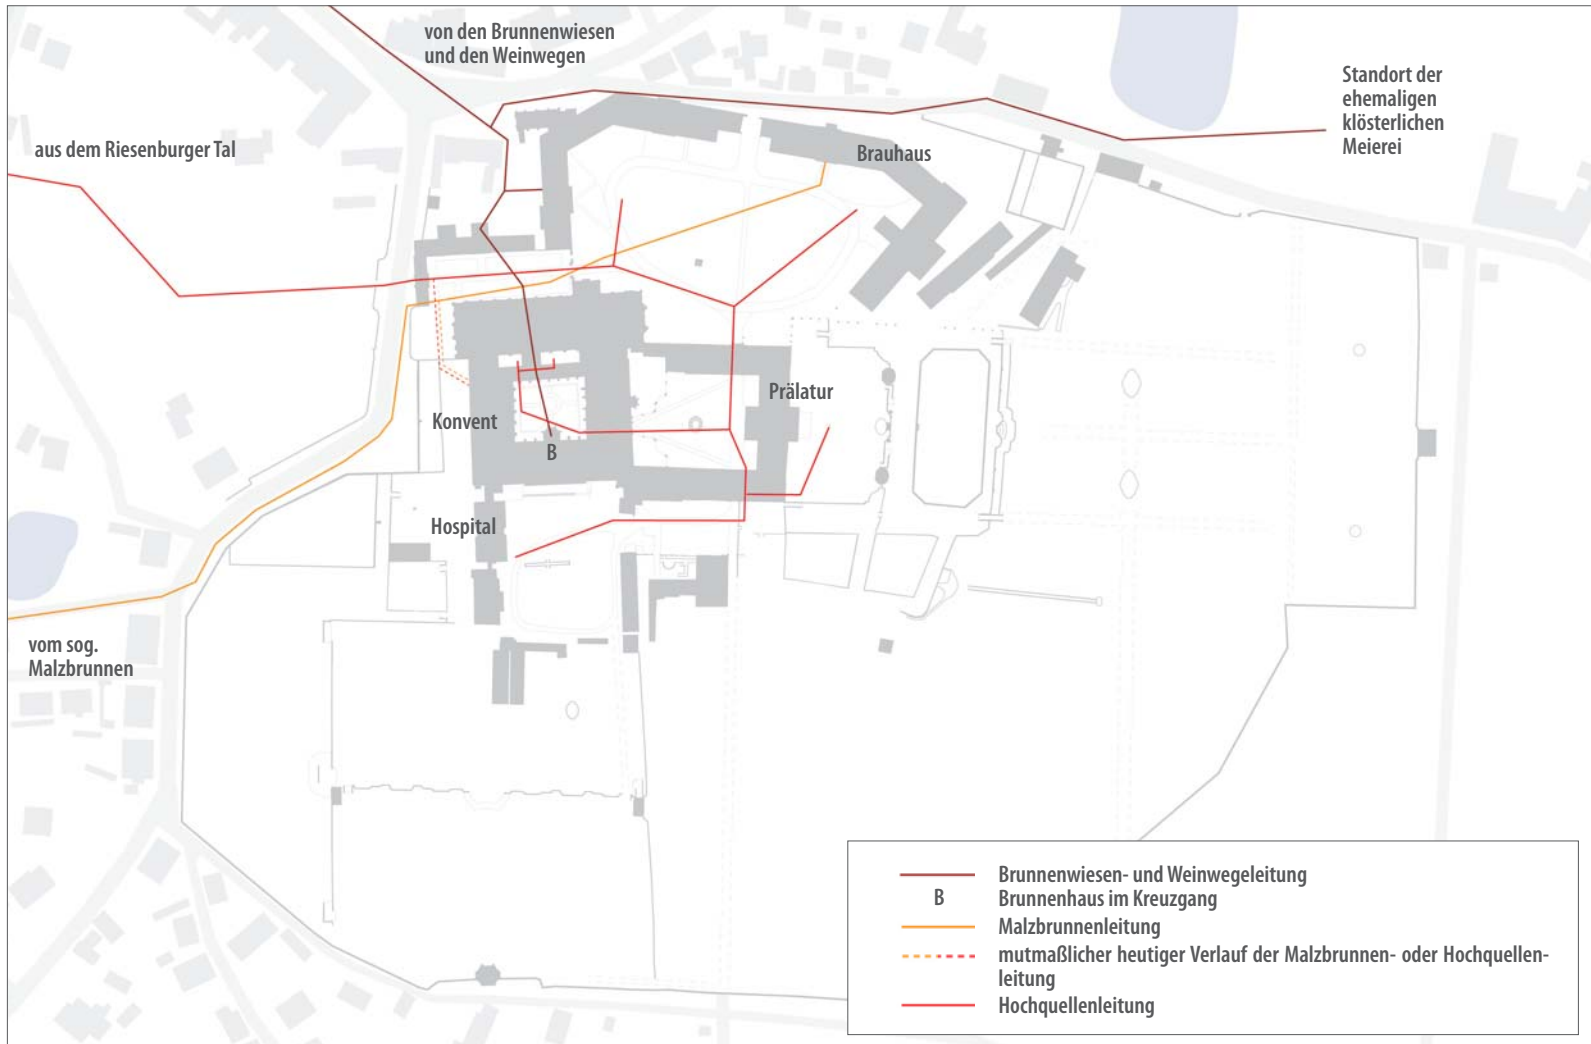 von den Brunnenwiesen
und den Weinwegen
Standort der
ehemaligen
klösterlichen
Meierei
aus dem Riesenburger Tal
Brauhaus
Prälatur
Konvent
B
Hospital
vom sog.
Malzbrunnen
Brunnenwiesen- und Weinwegeleitung
B Brunnenhaus im Kreuzgang
Malzbrunnenleitung
mutmaßlicher heutiger Verlauf der Malzbrunnen- oder Hochquellen-
leitung
Hochquellenleitung